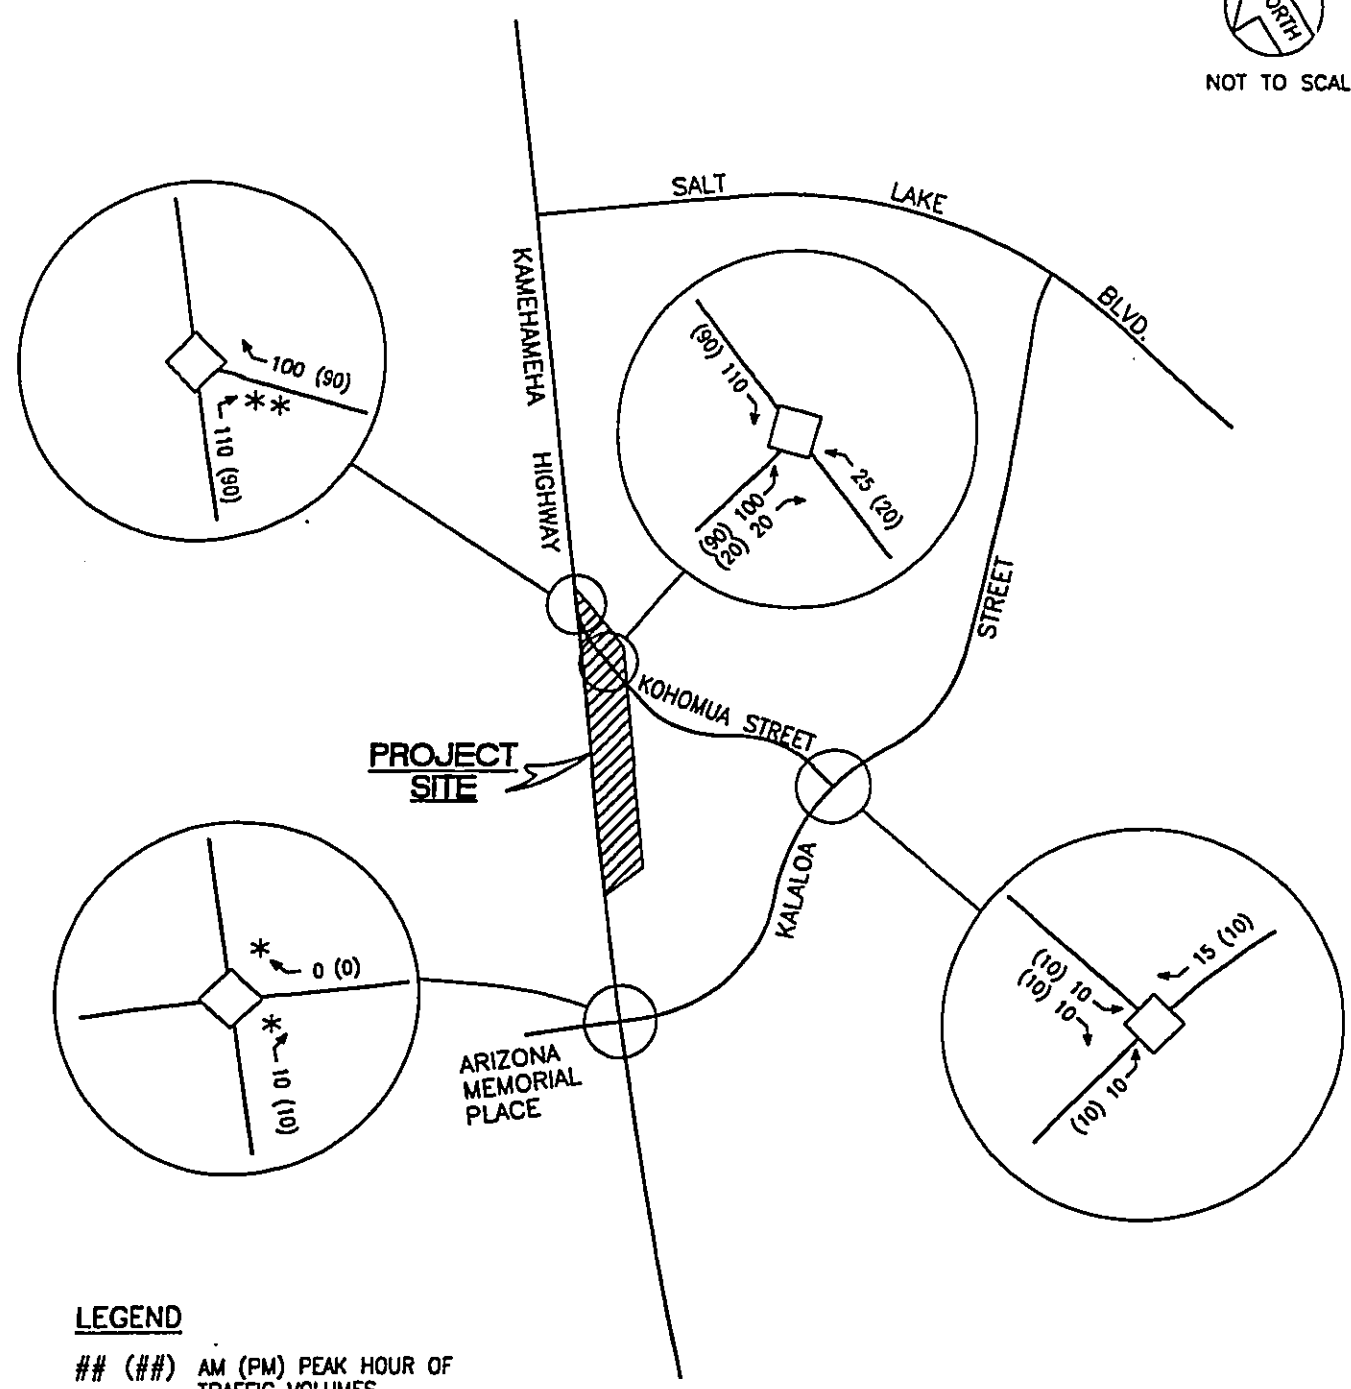 NOT TO SCAL
SALT LAKE BLVD.
KAMEHAMEHA HIGHWAY
100 (90)
**
110 (90)
(90) 110
25 (20)
(90) 100
(20) 20
STREET
KOHOMUA STREET
PROJECT
SITE
KALALOA
*
0 (0)
*
10 (10)
ARIZONA
MEMORIAL
PLACE
15 (10)
(10) 10
(10) 10
(10) 10
LEGEND
## (##) AM (PM) PEAK HOUR OF